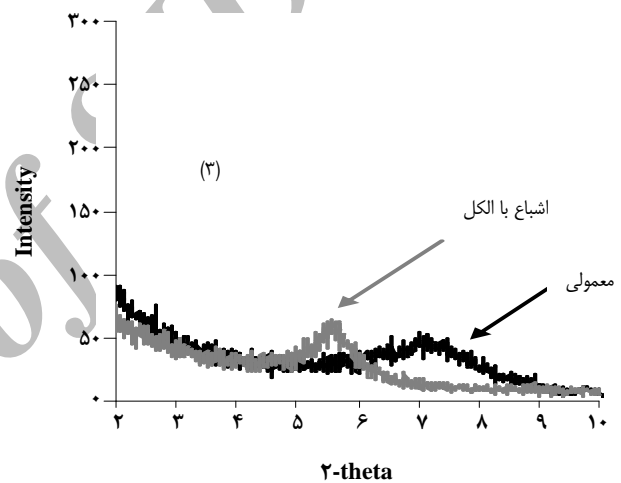 ۳۰۰
۲۵۰
۲۰۰
۱۵۰
۱۰۰
۵۰
۰
Intensity
(۳)
اشباع با الکل
معمولی
۲ ۳ ۴ ۵ ۶ ۷ ۸ ۹ ۱۰
۲-theta